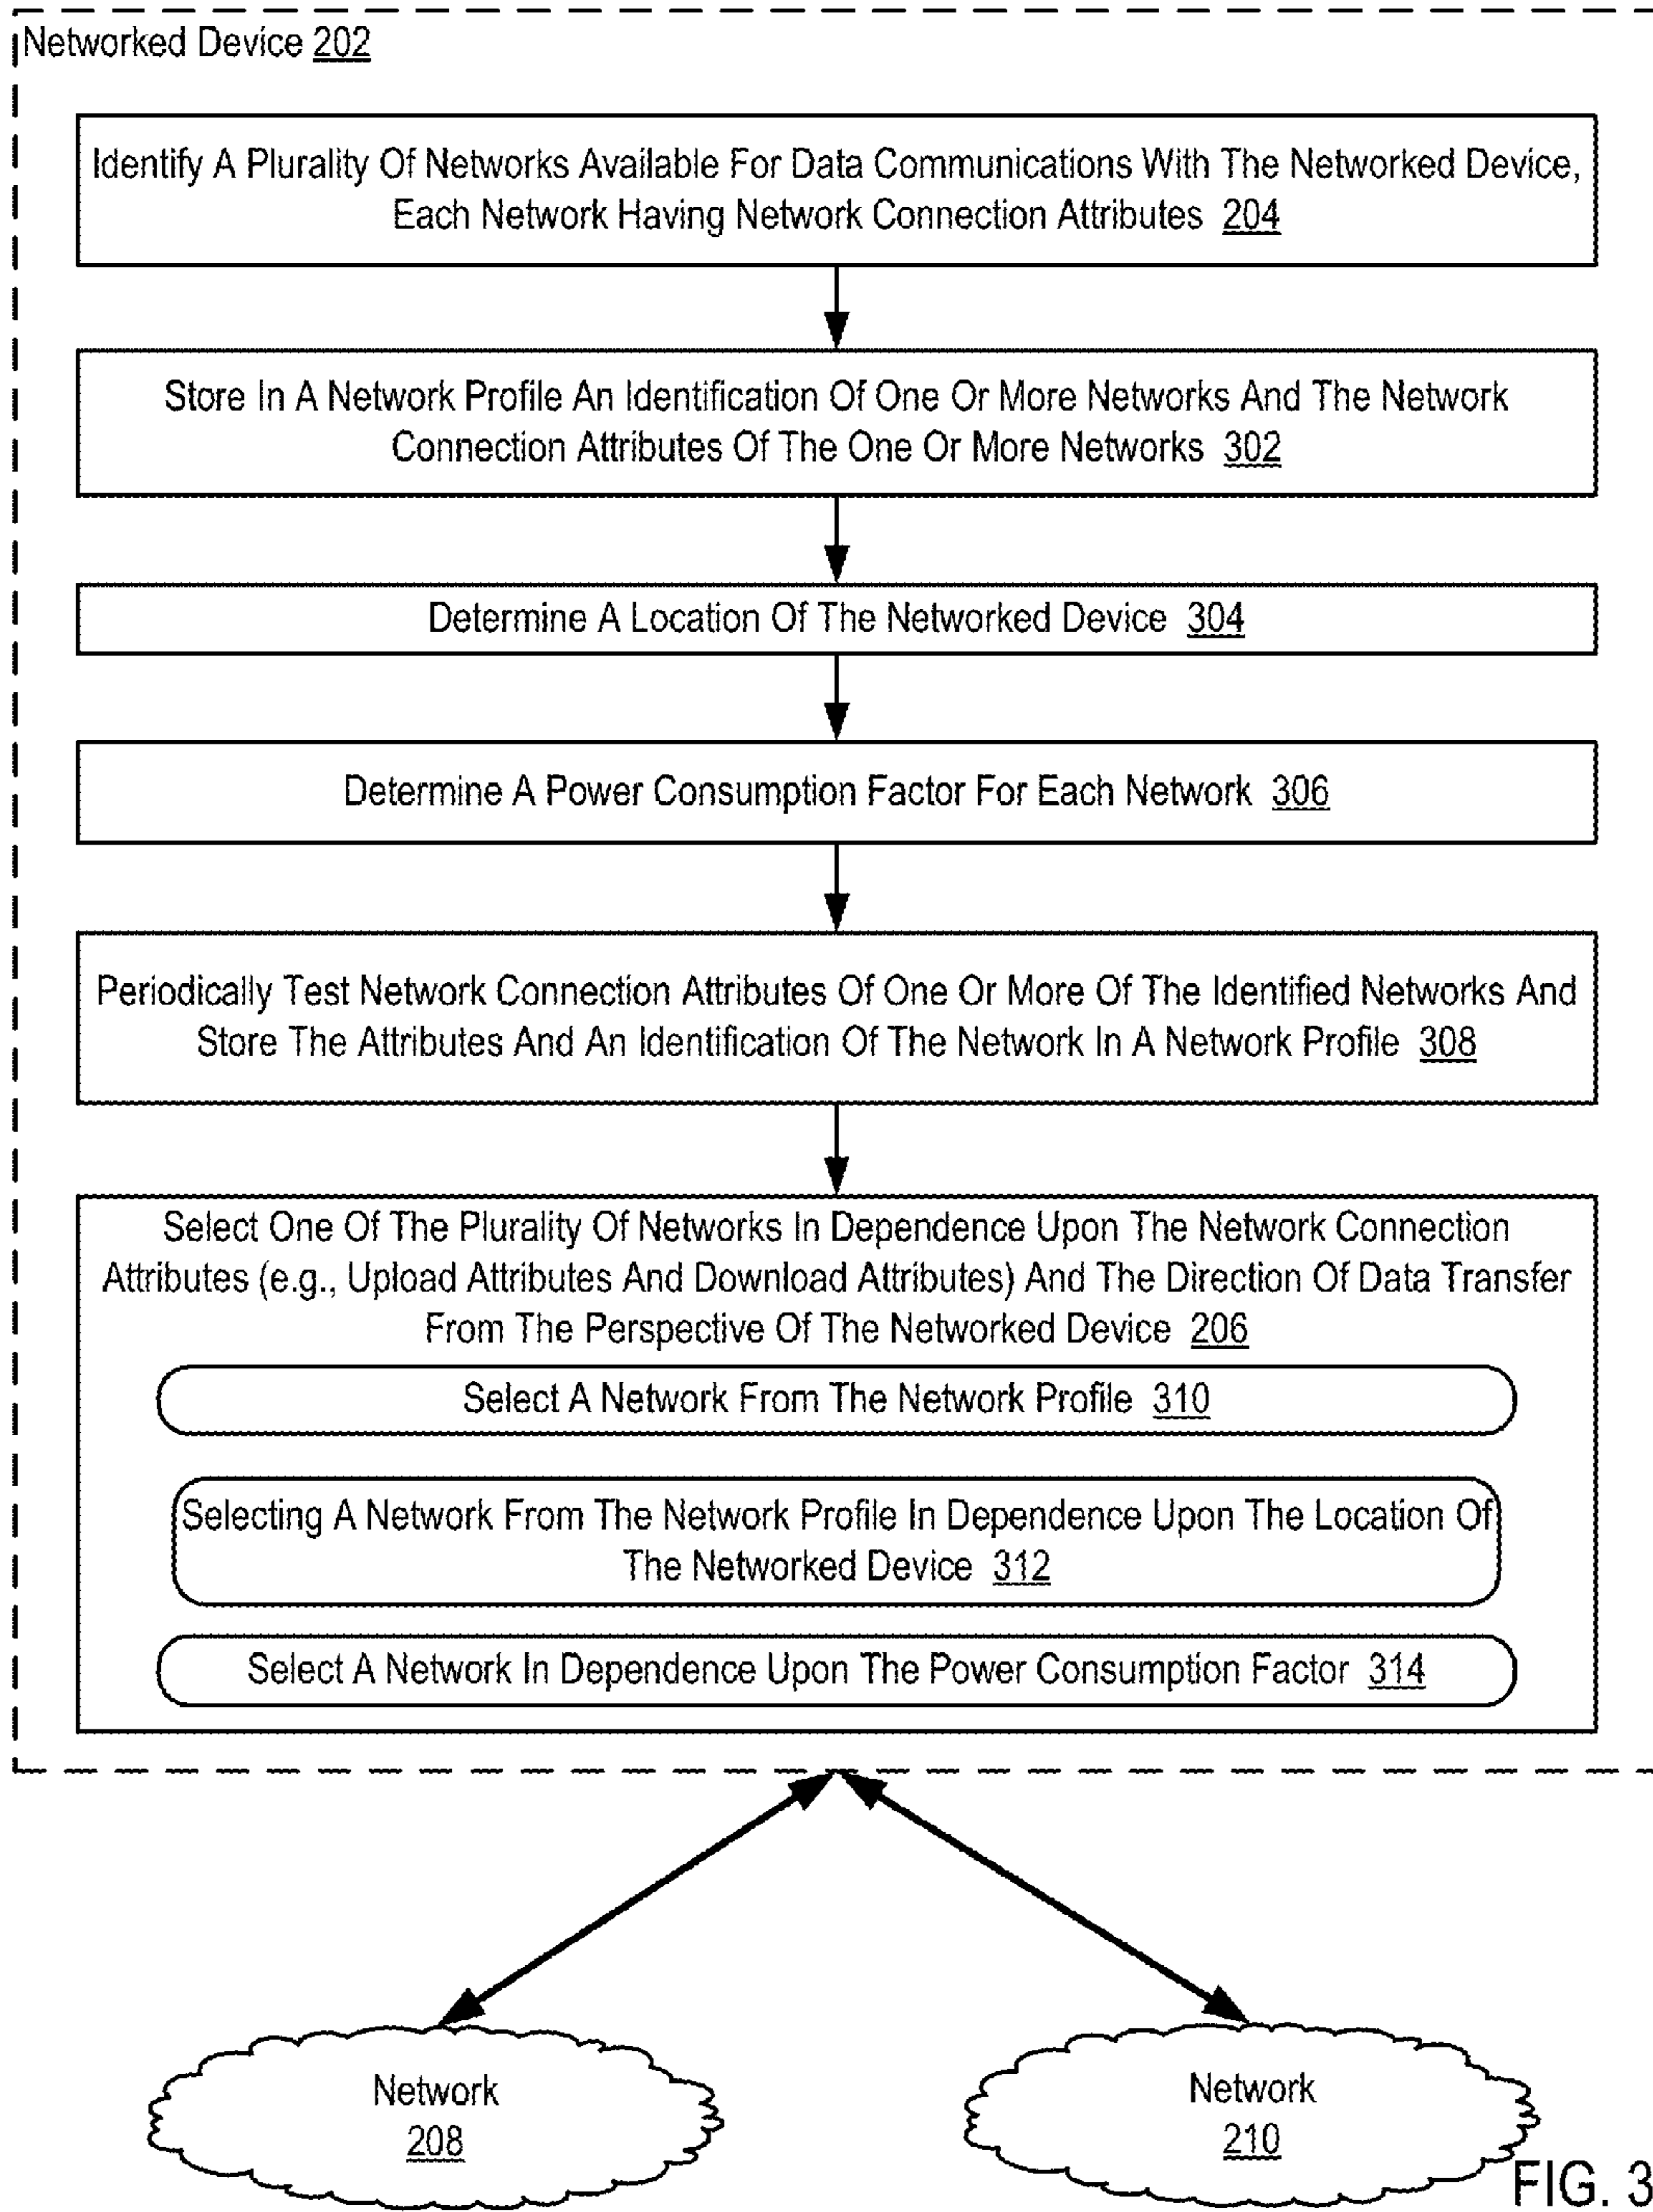 Networked Device 202
Identify A Plurality Of Networks Available For Data Communications With The Networked Device,
Each Network Having Network Connection Attributes 204
Store In A Network Profile An Identification Of One Or More Networks And The Network
Connection Attributes Of The One Or More Networks 302
Determine A Location Of The Networked Device 304
Determine A Power Consumption Factor For Each Network 306
Periodically Test Network Connection Attributes Of One Or More Of The Identified Networks And
Store The Attributes And An Identification Of The Network In A Network Profile 308
Select One Of The Plurality Of Networks In Dependence Upon The Network Connection
Attributes (e.g., Upload Attributes And Download Attributes) And The Direction Of Data Transfer
From The Perspective Of The Networked Device 206
Select A Network From The Network Profile 310
Selecting A Network From The Network Profile In Dependence Upon The Location Of
The Networked Device 312
Select A Network In Dependence Upon The Power Consumption Factor 314
Network
208
Network
210
FIG. 3